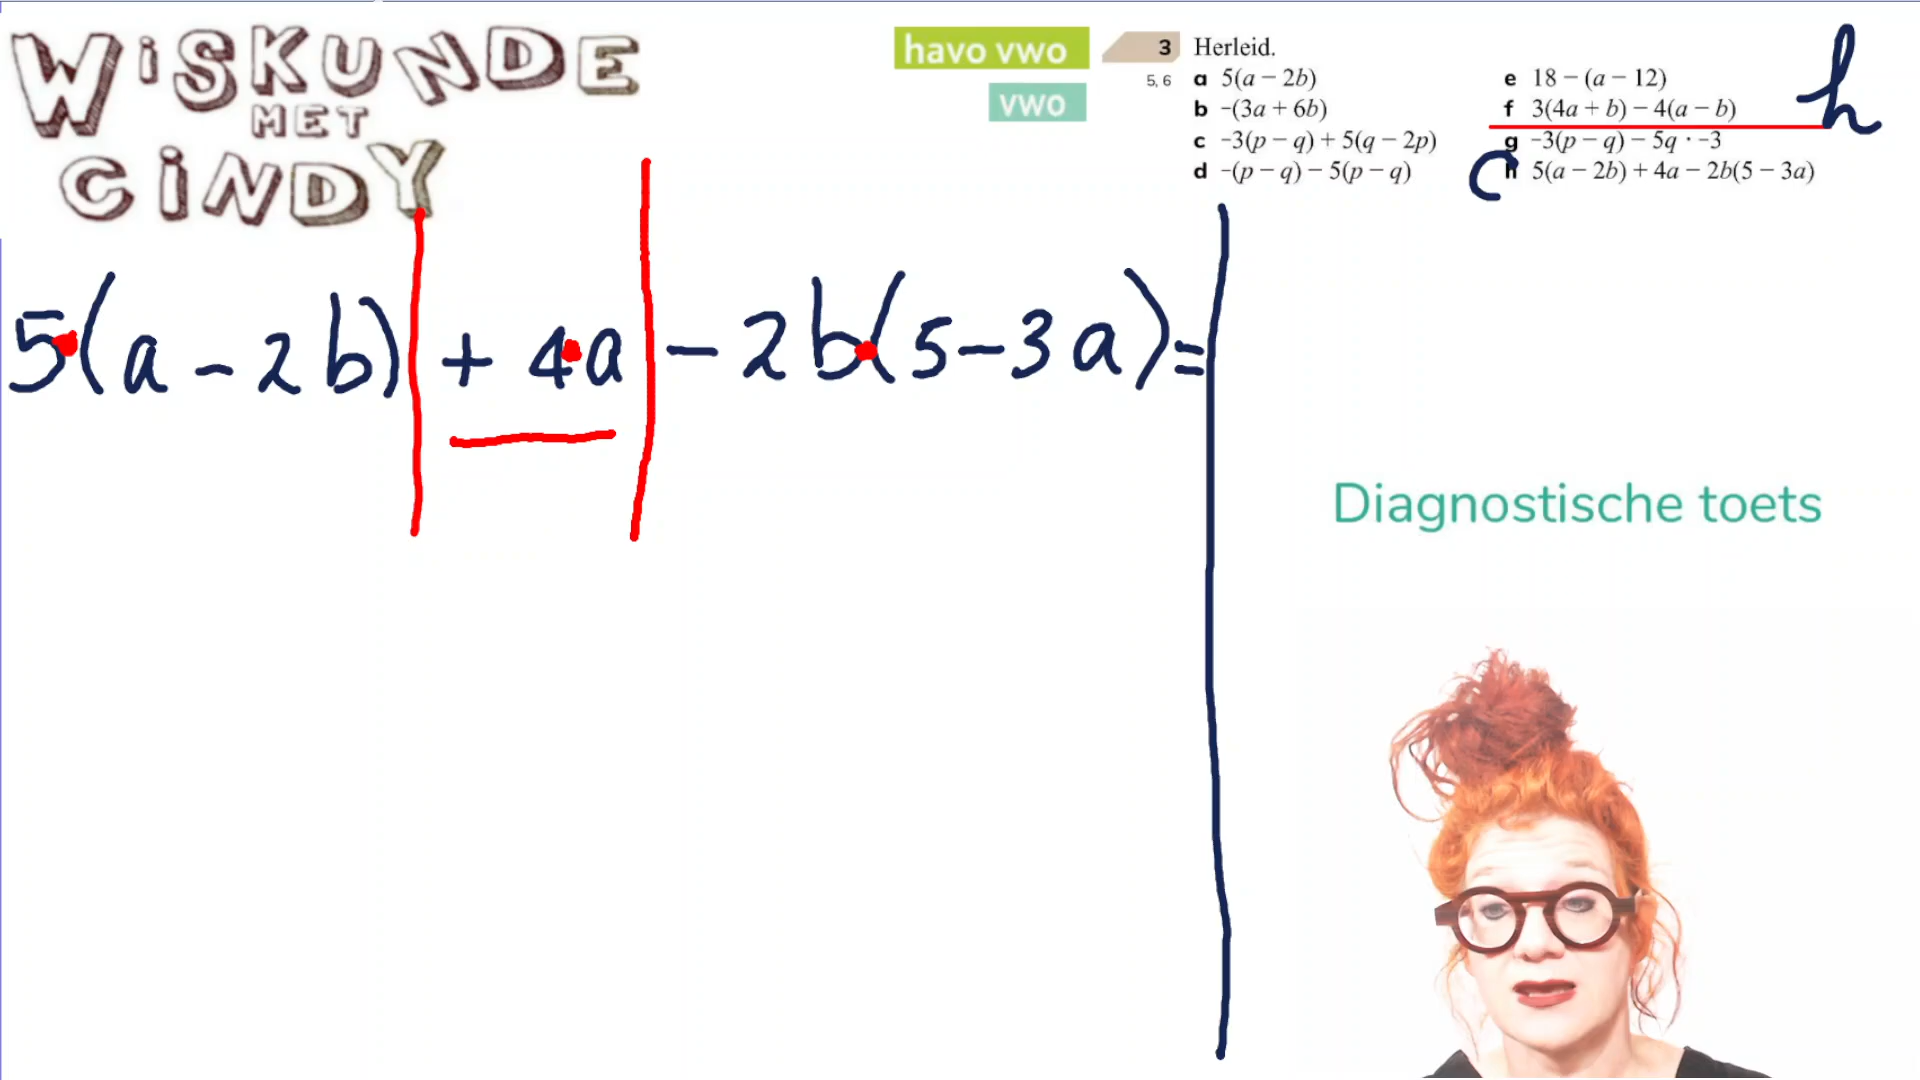 WiSKUNDE
MET
CiNDY
havo vwo
vwo
3 Herleid.
5, 6 a 5(a − 2b)
b -(3a + 6b)
c -3(p − q) + 5(q − 2p)
d -(p − q) − 5(p − q)
e 18 − (a − 12)
f 3(4a + b) − 4(a − b)
g -3(p − q) − 5q · -3
h 5(a − 2b) + 4a − 2b(5 − 3a)
h
5·(a − 2b) + 4·a − 2b·(5 − 3a) =
Diagnostische toets